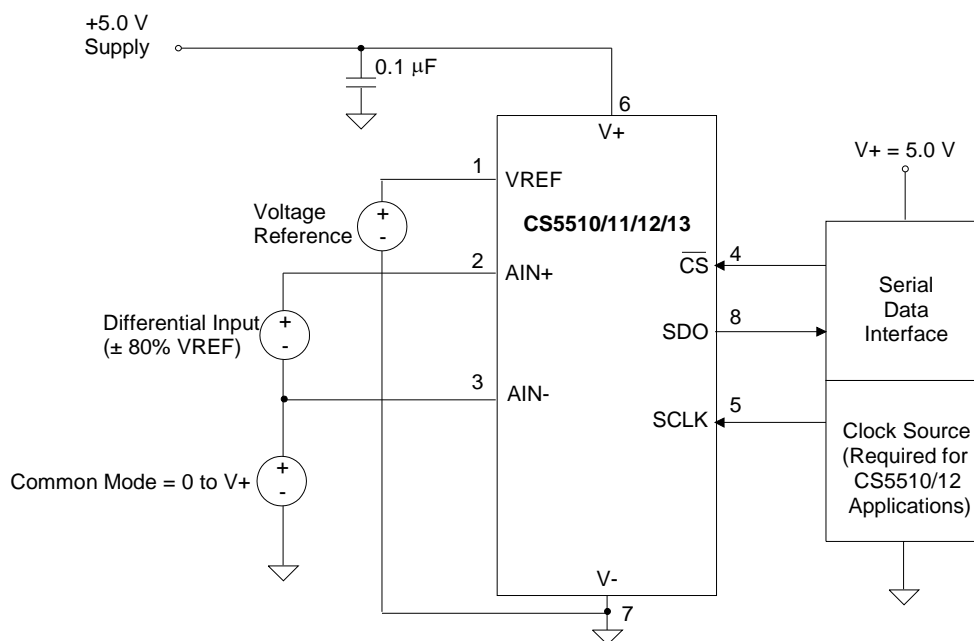 +5.0 V
Supply
0.1 μF
6
V+
V+ = 5.0 V
1
VREF
Voltage
Reference
+
-
CS5510/11/12/13
2
AIN+
CS
4
Serial
Data
Interface
Differential Input
(± 80% VREF)
+
-
SDO
8
3
AIN-
SCLK
5
Clock Source
(Required for
CS5510/12
Applications)
Common Mode = 0 to V+
+
-
V-
7